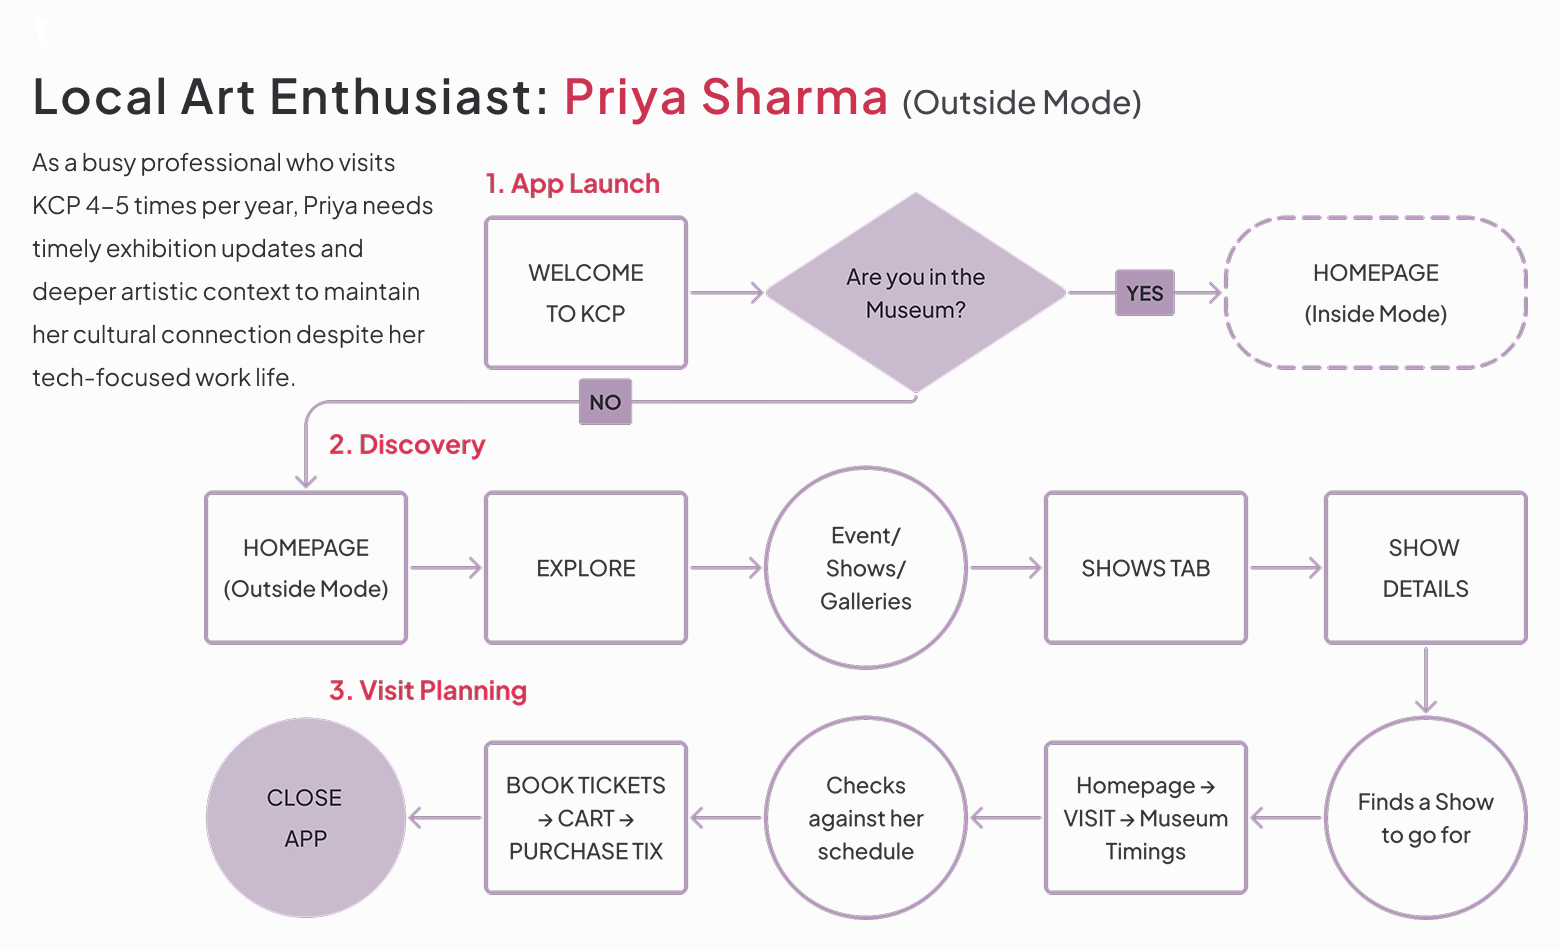 t
Local Art Enthusiast: Priya Sharma (Outside Mode)
As a busy professional who visits
KCP 4–5 times per year, Priya needs
timely exhibition updates and
deeper artistic context to maintain
her cultural connection despite her
tech-focused work life.
1. App Launch
WELCOME
TO KCP
Are you in the
Museum?
YES
HOMEPAGE
(Inside Mode)
NO
2. Discovery
HOMEPAGE
(Outside Mode)
EXPLORE
Event/
Shows/
Galleries
SHOWS TAB
SHOW
DETAILS
3. Visit Planning
CLOSE
APP
BOOK TICKETS
→ CART →
PURCHASE TIX
Checks
against her
schedule
Homepage →
VISIT → Museum
Timings
Finds a Show
to go for